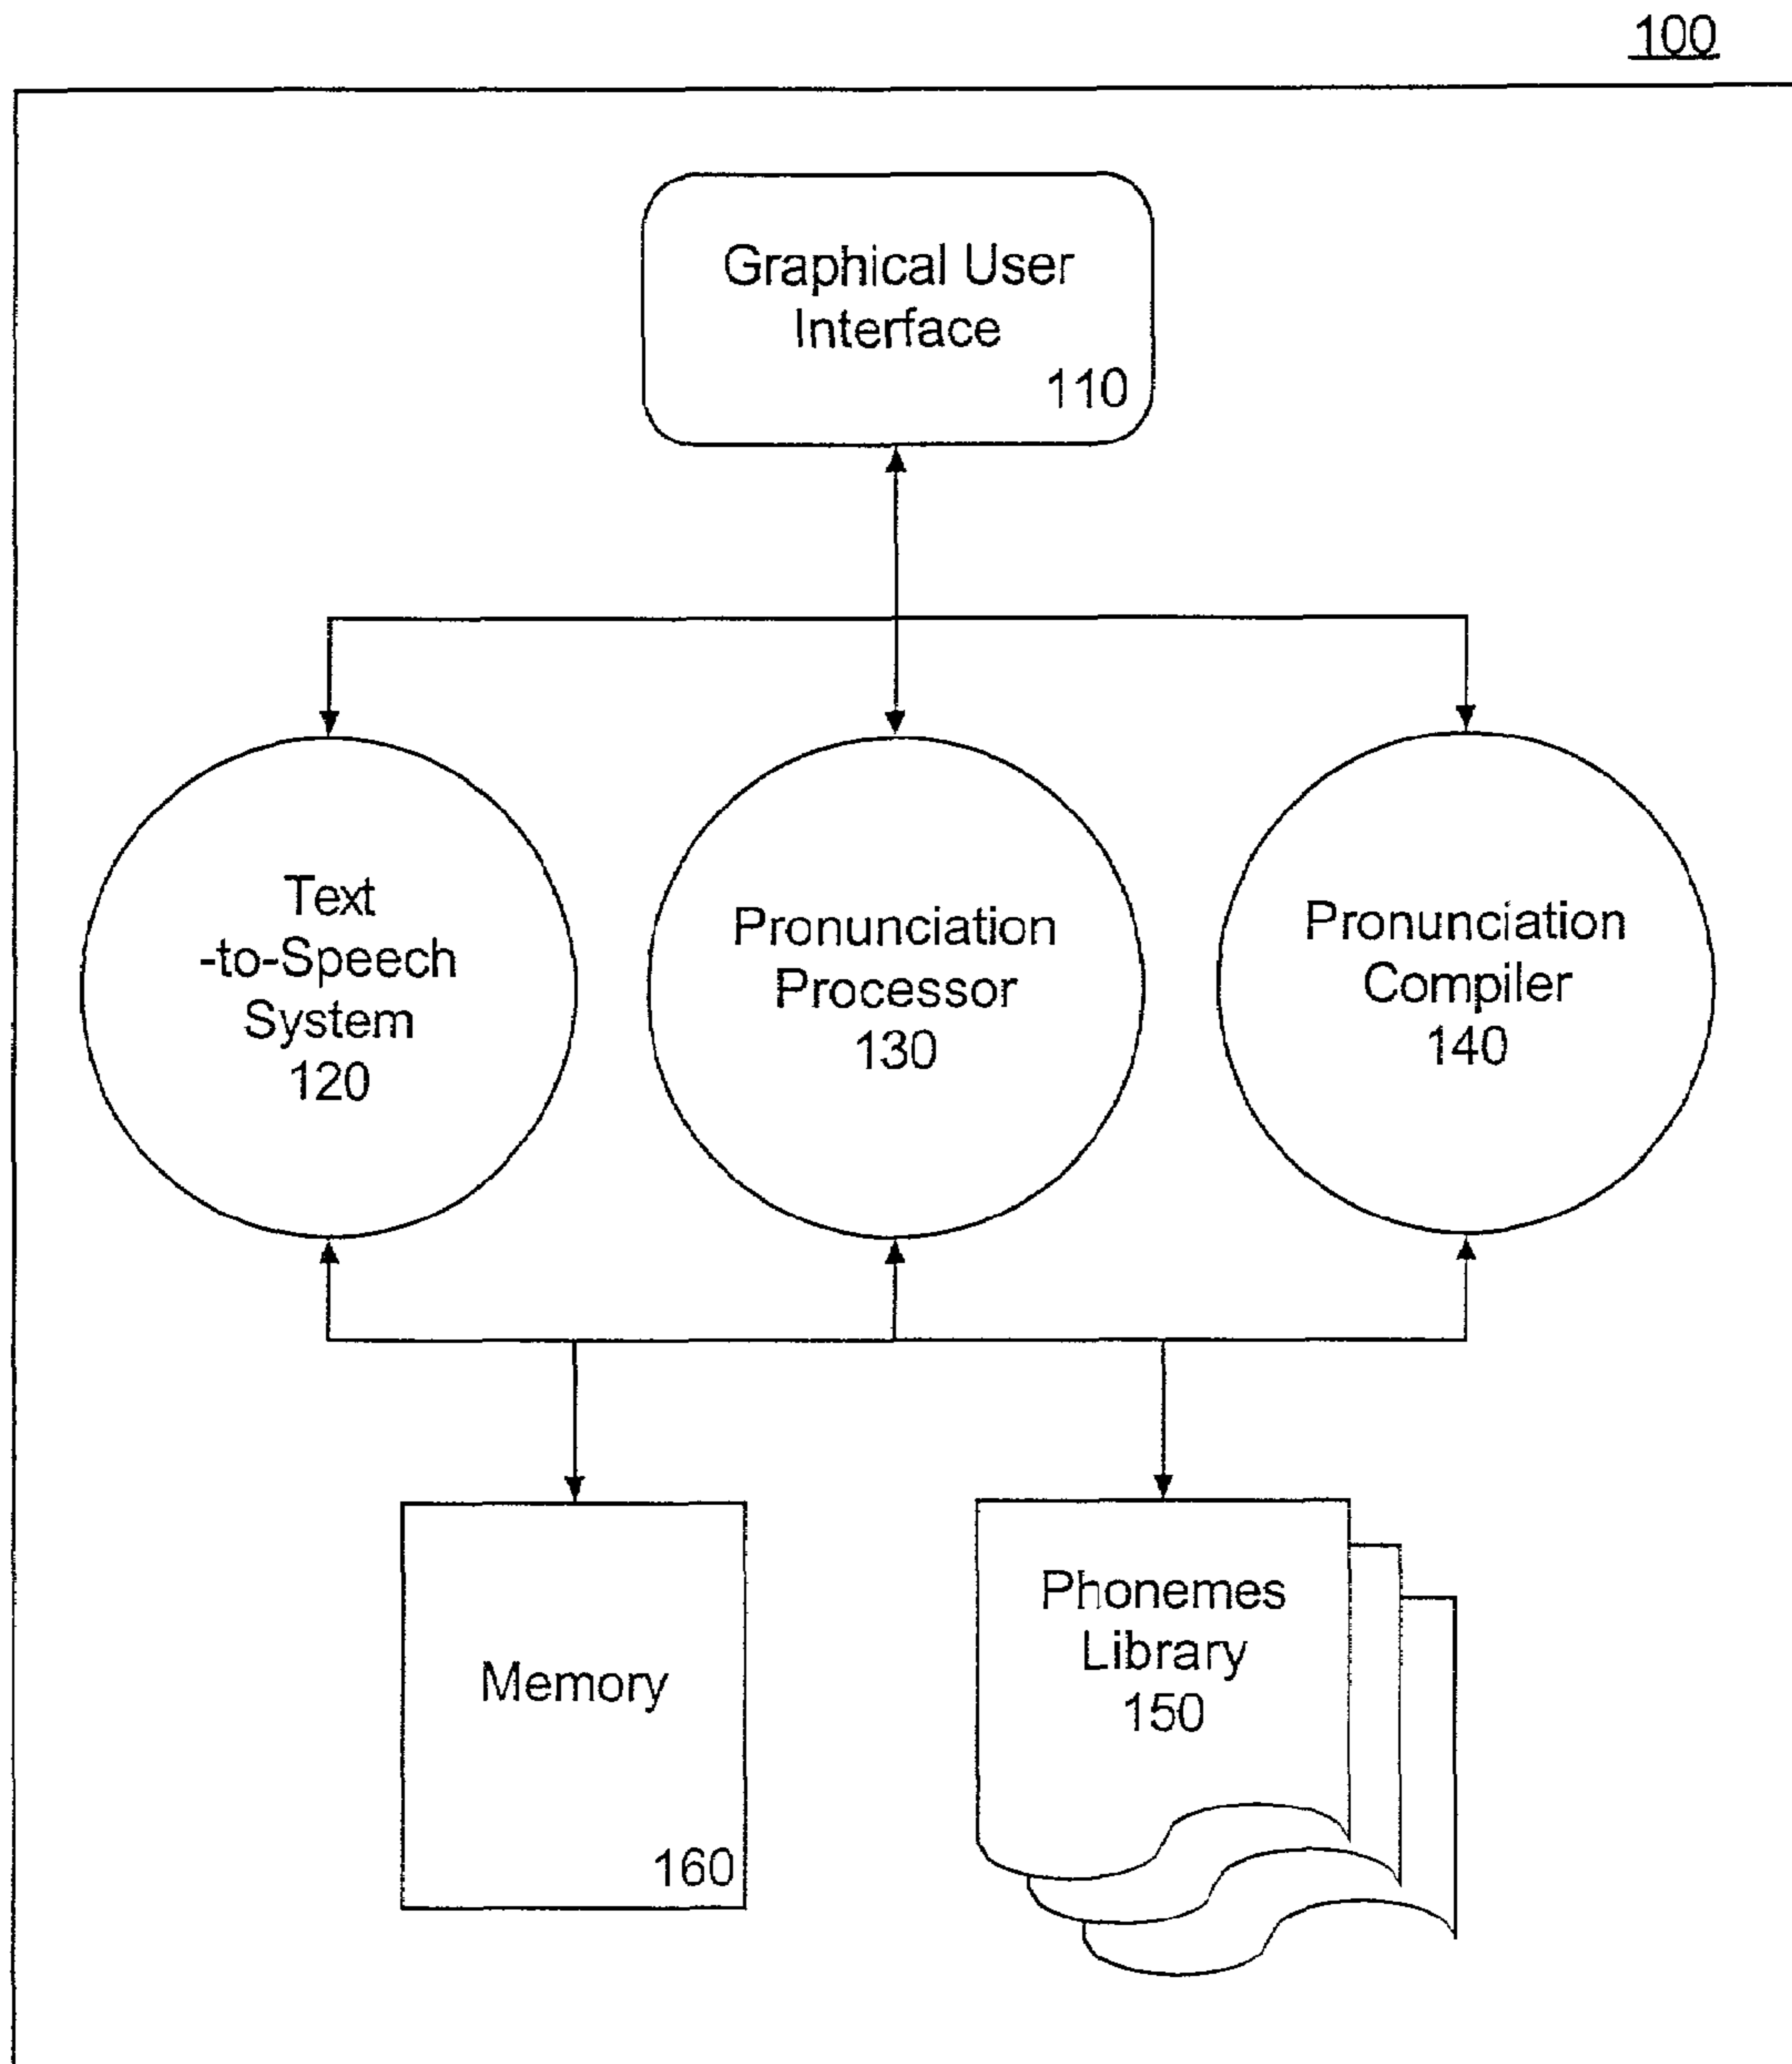 100
Graphical User
Interface
110
Text
-to-Speech
System
120
Pronunciation
Processor
130
Pronunciation
Compiler
140
Memory
160
Phonemes
Library
150